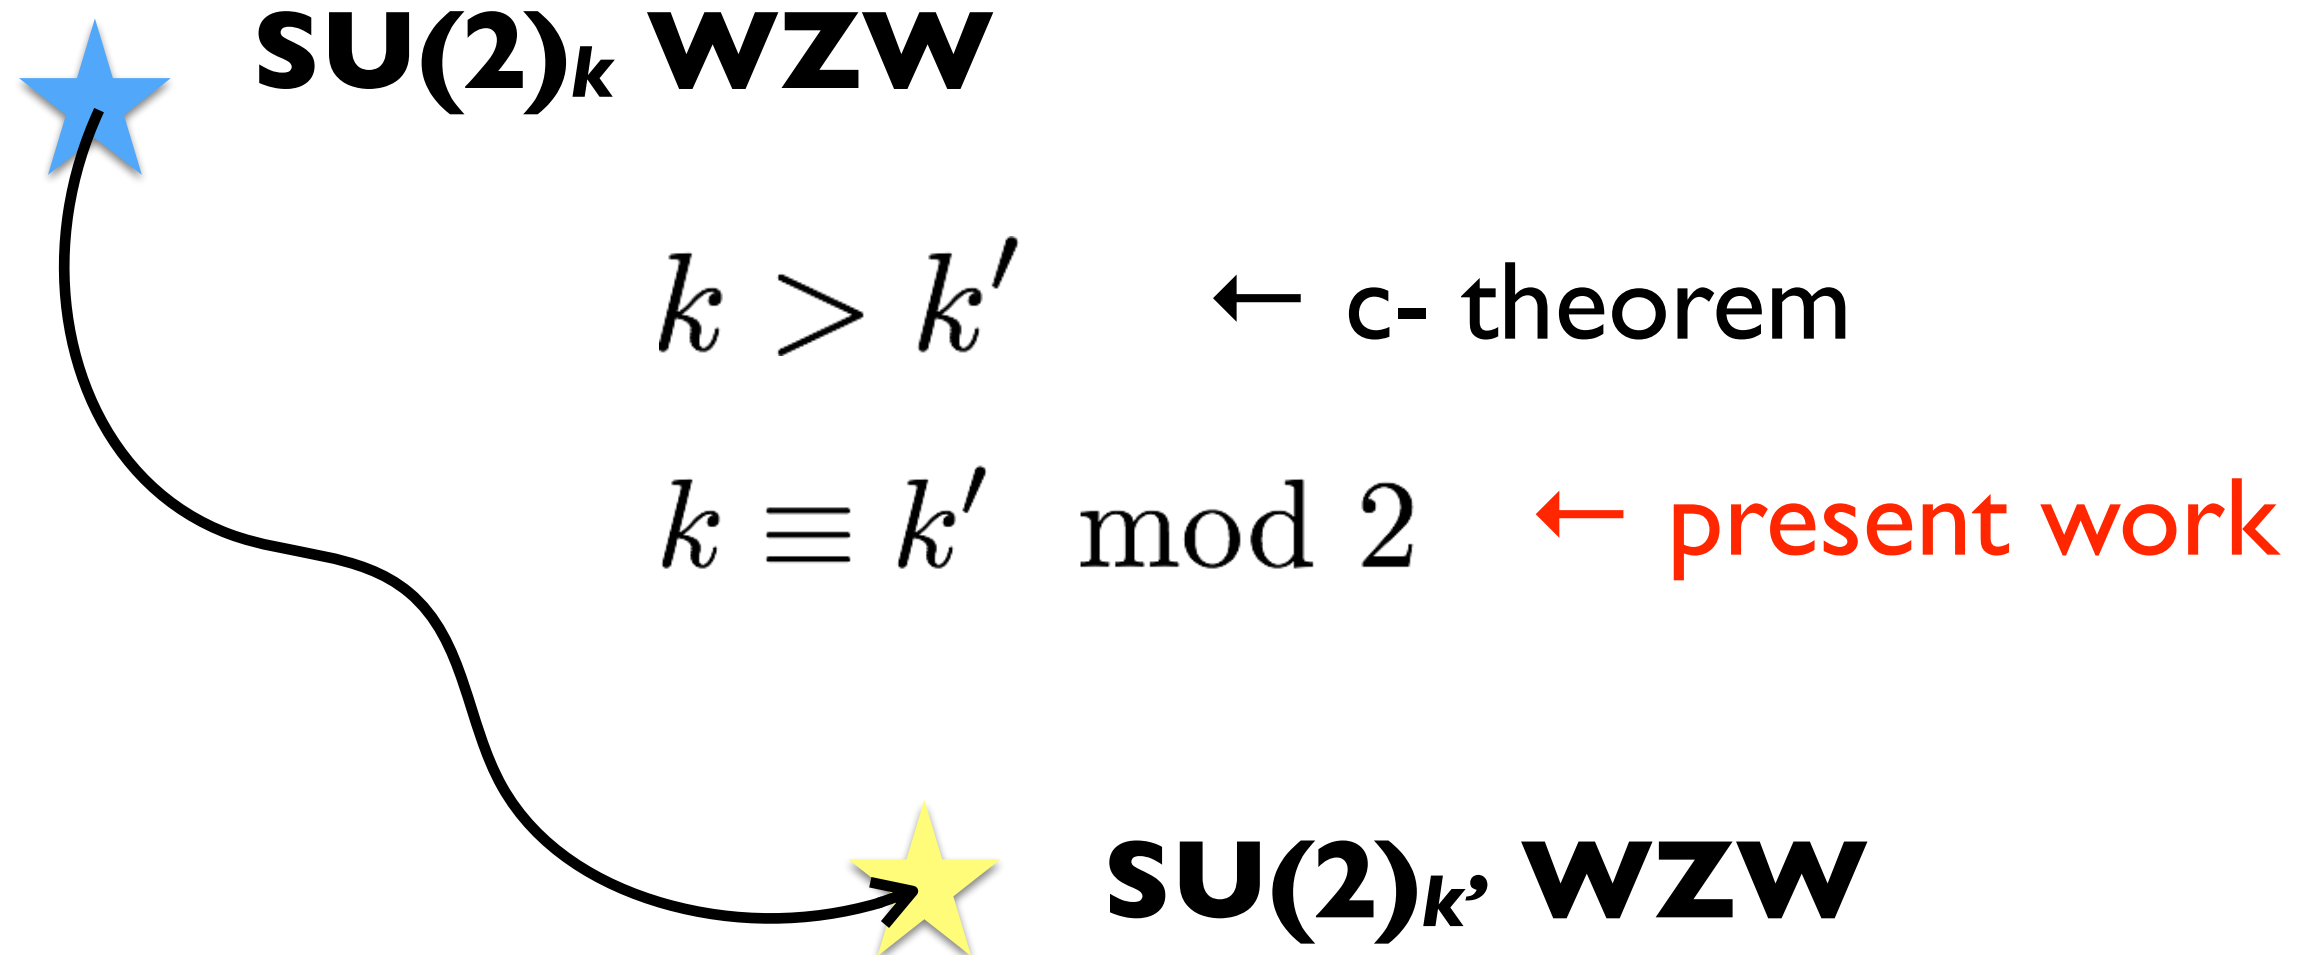 SU(2)k WZW
k > k′ ← c- theorem
k ≡ k′ mod 2 ← present work
SU(2)k’ WZW